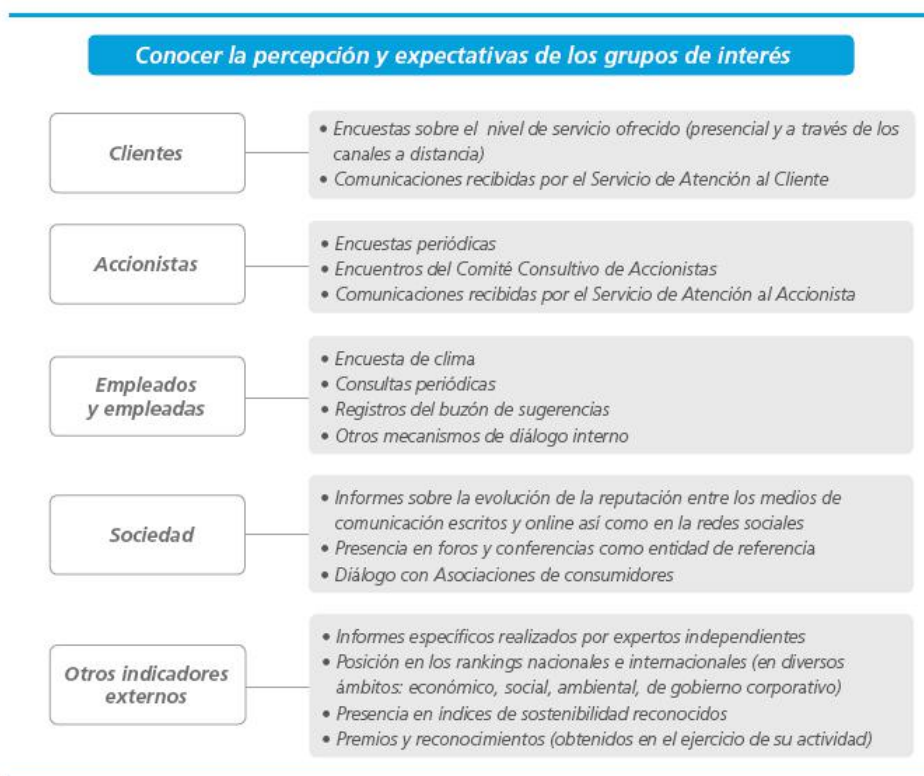 Conocer la percepción y expectativas de los grupos de interés
Clientes
• Encuestas sobre el nivel de servicio ofrecido (presencial y a través de los
canales a distancia)
• Comunicaciones recibidas por el Servicio de Atención al Cliente
Accionistas
• Encuestas periódicas
• Encuentros del Comité Consultivo de Accionistas
• Comunicaciones recibidas por el Servicio de Atención al Accionista
Empleados
y empleadas
• Encuesta de clima
• Consultas periódicas
• Registros del buzón de sugerencias
• Otros mecanismos de diálogo interno
Sociedad
• Informes sobre la evolución de la reputación entre los medios de
comunicación escritos y online así como en la redes sociales
• Presencia en foros y conferencias como entidad de referencia
• Diálogo con Asociaciones de consumidores
Otros indicadores
externos
• Informes específicos realizados por expertos independientes
• Posición en los rankings nacionales e internacionales (en diversos
ámbitos: económico, social, ambiental, de gobierno corporativo)
• Presencia en índices de sostenibilidad reconocidos
• Premios y reconocimientos (obtenidos en el ejercicio de su actividad)